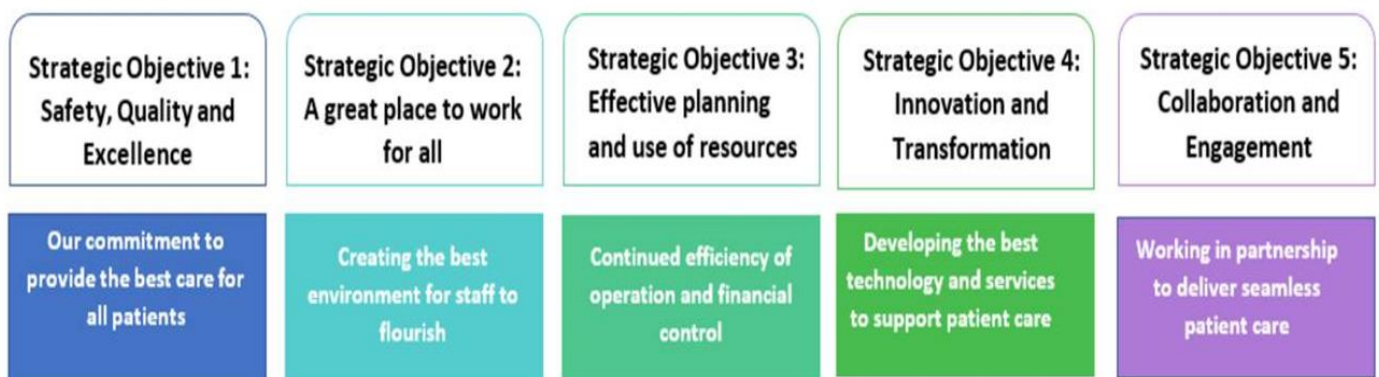 Strategic Objective 1:
Safety, Quality and
Excellence
Strategic Objective 2:
A great place to work
for all
Strategic Objective 3:
Effective planning
and use of resources
Strategic Objective 4:
Innovation and
Transformation
Strategic Objective 5:
Collaboration and
Engagement
Our commitment to
provide the best care for
all patients
Creating the best
environment for staff to
flourish
Continued efficiency of
operation and financial
control
Developing the best
technology and services
to support patient care
Working in partnership
to deliver seamless
patient care